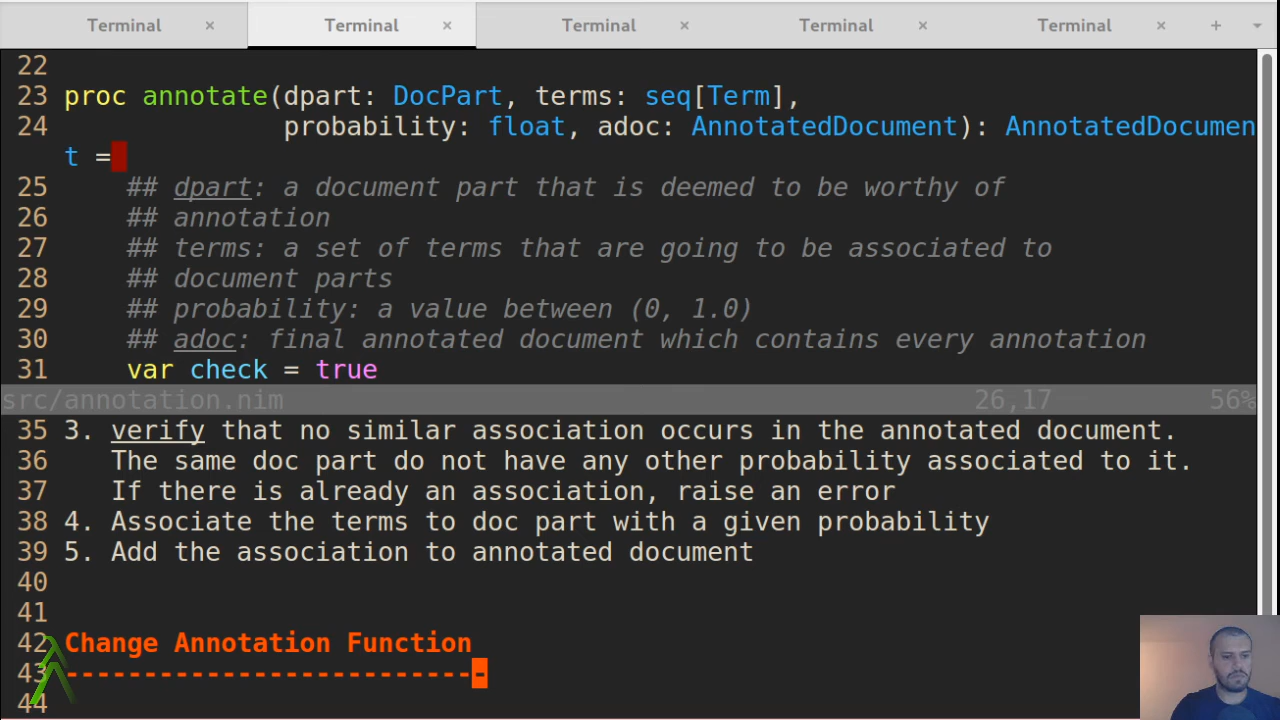 Terminal × Terminal × Terminal × Terminal × Terminal × +
22
23 proc annotate(dpart: DocPart, terms: seq[Term],
24 probability: float, adoc: AnnotatedDocument): AnnotatedDocumen
t =
25 ## dpart: a document part that is deemed to be worthy of
26 ## annotation
27 ## terms: a set of terms that are going to be associated to
28 ## document parts
29 ## probability: a value between (0, 1.0)
30 ## adoc: final annotated document which contains every annotation
31 var check = true
src/annotation.nim 26,17 56%
35 3. verify that no similar association occurs in the annotated document.
36 The same doc part do not have any other probability associated to it.
37 If there is already an association, raise an error
38 4. Associate the terms to doc part with a given probability
39 5. Add the association to annotated document
40
41
42 Change Annotation Function
43 ---------------------------
44